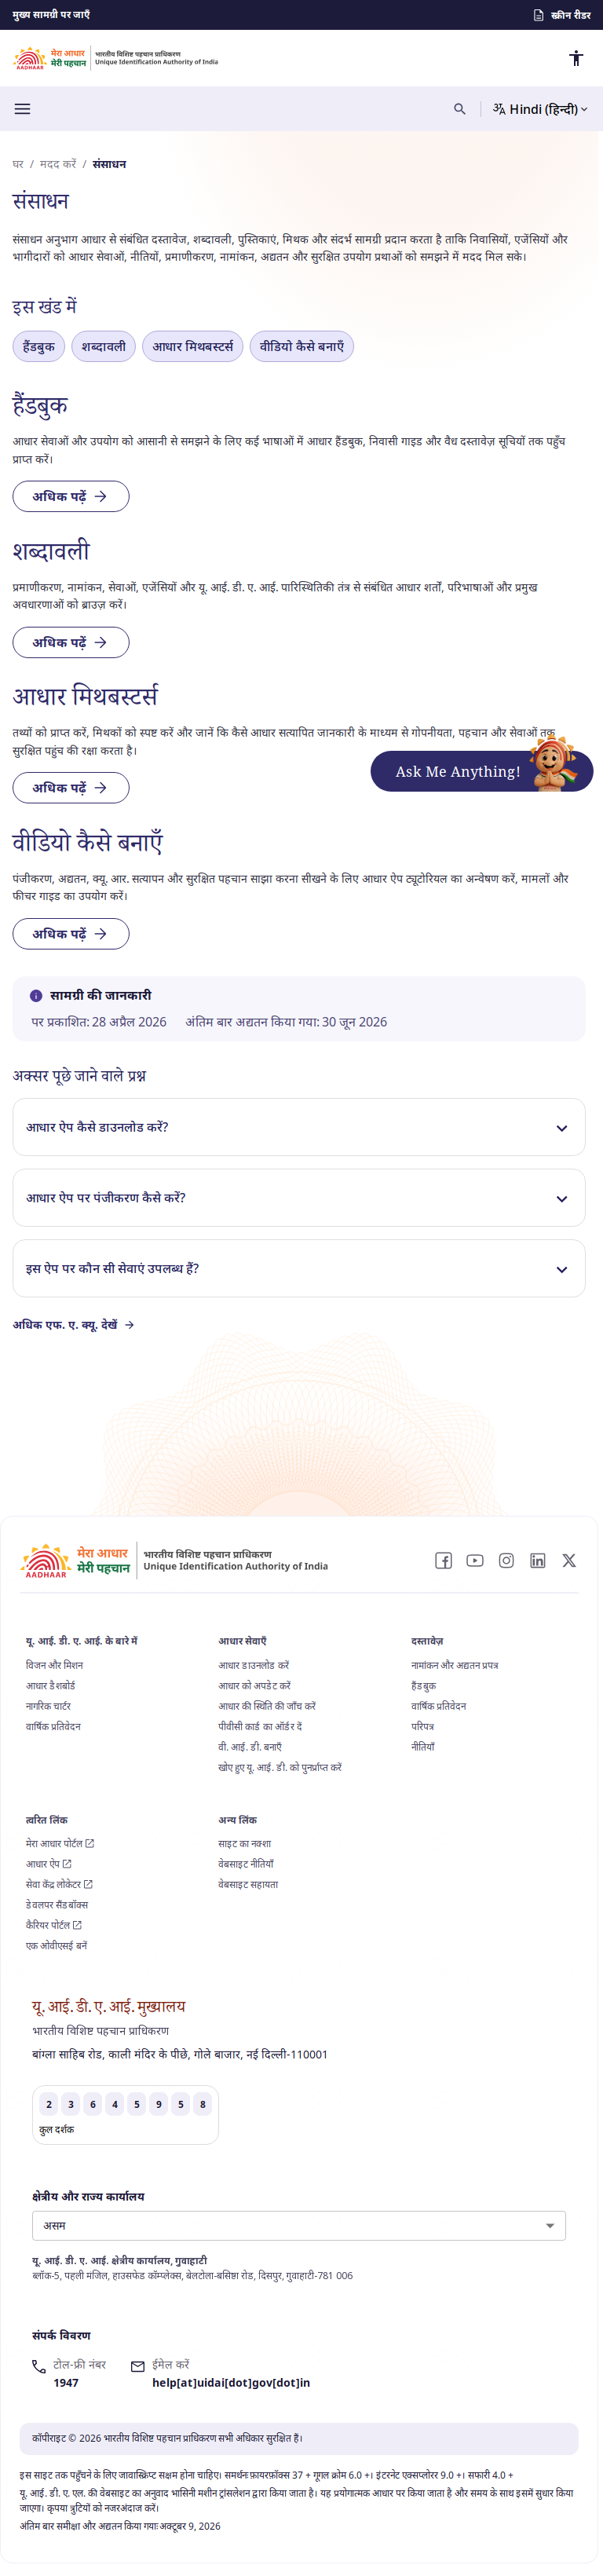 मुख्य सामग्री पर जाएँ
स्क्रीन रीडर
मेरा आधार
मेरी पहचान
AADHAAR
भारतीय विशिष्ट पहचान प्राधिकरण
Unique Identification Authority of India
Hindi (हिन्दी)
घर / मदद करें / संसाधन
संसाधन
संसाधन अनुभाग आधार से संबंधित दस्तावेज, शब्दावली, पुस्तिकाएं, मिथक और संदर्भ सामग्री प्रदान करता है ताकि निवासियों, एजेंसियों और
भागीदारों को आधार सेवाओं, नीतियों, प्रमाणीकरण, नामांकन, अद्यतन और सुरक्षित उपयोग प्रथाओं को समझने में मदद मिल सके।
इस खंड में
हैंडबुक
शब्दावली
आधार मिथबस्टर्स
वीडियो कैसे बनाएँ
हैंडबुक
आधार सेवाओं और उपयोग को आसानी से समझने के लिए कई भाषाओं में आधार हैंडबुक, निवासी गाइड और वैध दस्तावेज़ सूचियों तक पहुँच
प्राप्त करें।
अधिक पढ़ें
शब्दावली
प्रमाणीकरण, नामांकन, सेवाओं, एजेंसियों और यू. आई. डी. ए. आई. पारिस्थितिकी तंत्र से संबंधित आधार शर्तों, परिभाषाओं और प्रमुख
अवधारणाओं को ब्राउज़ करें।
अधिक पढ़ें
आधार मिथबस्टर्स
तथ्यों को प्राप्त करें, मिथकों को स्पष्ट करें और जानें कि कैसे आधार सत्यापित जानकारी के माध्यम से गोपनीयता, पहचान और सेवाओं तक
सुरक्षित पहुंच की रक्षा करता है।
Ask Me Anything!
अधिक पढ़ें
वीडियो कैसे बनाएँ
पंजीकरण, अद्यतन, क्यू. आर. सत्यापन और सुरक्षित पहचान साझा करना सीखने के लिए आधार ऐप ट्यूटोरियल का अन्वेषण करें, मामलों और
फीचर गाइड का उपयोग करें।
अधिक पढ़ें
सामग्री की जानकारी
पर प्रकाशित: 28 अप्रैल 2026 अंतिम बार अद्यतन किया गया: 30 जून 2026
अक्सर पूछे जाने वाले प्रश्न
आधार ऐप कैसे डाउनलोड करें?
आधार ऐप पर पंजीकरण कैसे करें?
इस ऐप पर कौन सी सेवाएं उपलब्ध हैं?
अधिक एफ. ए. क्यू. देखें
मेरा आधार
मेरी पहचान
AADHAAR
भारतीय विशिष्ट पहचान प्राधिकरण
Unique Identification Authority of India
यू. आई. डी. ए. आई. के बारे में
विजन और मिशन
आधार डैशबोर्ड
नागरिक चार्टर
वार्षिक प्रतिवेदन
आधार सेवाएँ
आधार डाउनलोड करें
आधार को अपडेट करें
आधार की स्थिति की जाँच करें
पीवीसी कार्ड का ऑर्डर दें
वी. आई. डी. बनाएँ
खोए हुए यू. आई. डी. को पुनर्प्राप्त करें
दस्तावेज़
नामांकन और अद्यतन प्रपत्र
हैंडबुक
वार्षिक प्रतिवेदन
परिपत्र
नीतियाँ
त्वरित लिंक
मेरा आधार पोर्टल
आधार ऐप
सेवा केंद्र लोकेटर
डेवलपर सैंडबॉक्स
कैरियर पोर्टल
एक ओवीएसई बनें
अन्य लिंक
साइट का नक्शा
वेबसाइट नीतियाँ
वेबसाइट सहायता
यू. आई. डी. ए. आई. मुख्यालय
भारतीय विशिष्ट पहचान प्राधिकरण
बांग्ला साहिब रोड, काली मंदिर के पीछे, गोले बाजार, नई दिल्ली-110001
2 3 6 4 5 9 5 8
कुल दर्शक
क्षेत्रीय और राज्य कार्यालय
असम
यू. आई. डी. ए. आई. क्षेत्रीय कार्यालय, गुवाहाटी
ब्लॉक-5, पहली मंजिल, हाउसफेड कॉम्प्लेक्स, बेलटोला-बसिष्ठा रोड, दिसपुर, गुवाहाटी-781 006
संपर्क विवरण
टोल-फ्री नंबर
1947
ईमेल करें
help[at]uidai[dot]gov[dot]in
कॉपीराइट © 2026 भारतीय विशिष्ट पहचान प्राधिकरण सभी अधिकार सुरक्षित हैं।
इस साइट तक पहुँचने के लिए जावास्क्रिप्ट सक्षम होना चाहिए। समर्थनः फ़ायरफ़ॉक्स 37 + गूगल क्रोम 6.0 +। इंटरनेट एक्सप्लोरर 9.0 +। सफारी 4.0 +
यू. आई. डी. ए. एल. की वेबसाइट का अनुवाद भासिनी मशीन ट्रांसलेशन द्वारा किया जाता है। यह प्रयोगात्मक आधार पर किया जाता है और समय के साथ इसमें सुधार किया
जाएगा। कृपया त्रुटियों को नजरअंदाज करें।
अंतिम बार समीक्षा और अद्यतन किया गयाः अक्टूबर 9, 2026